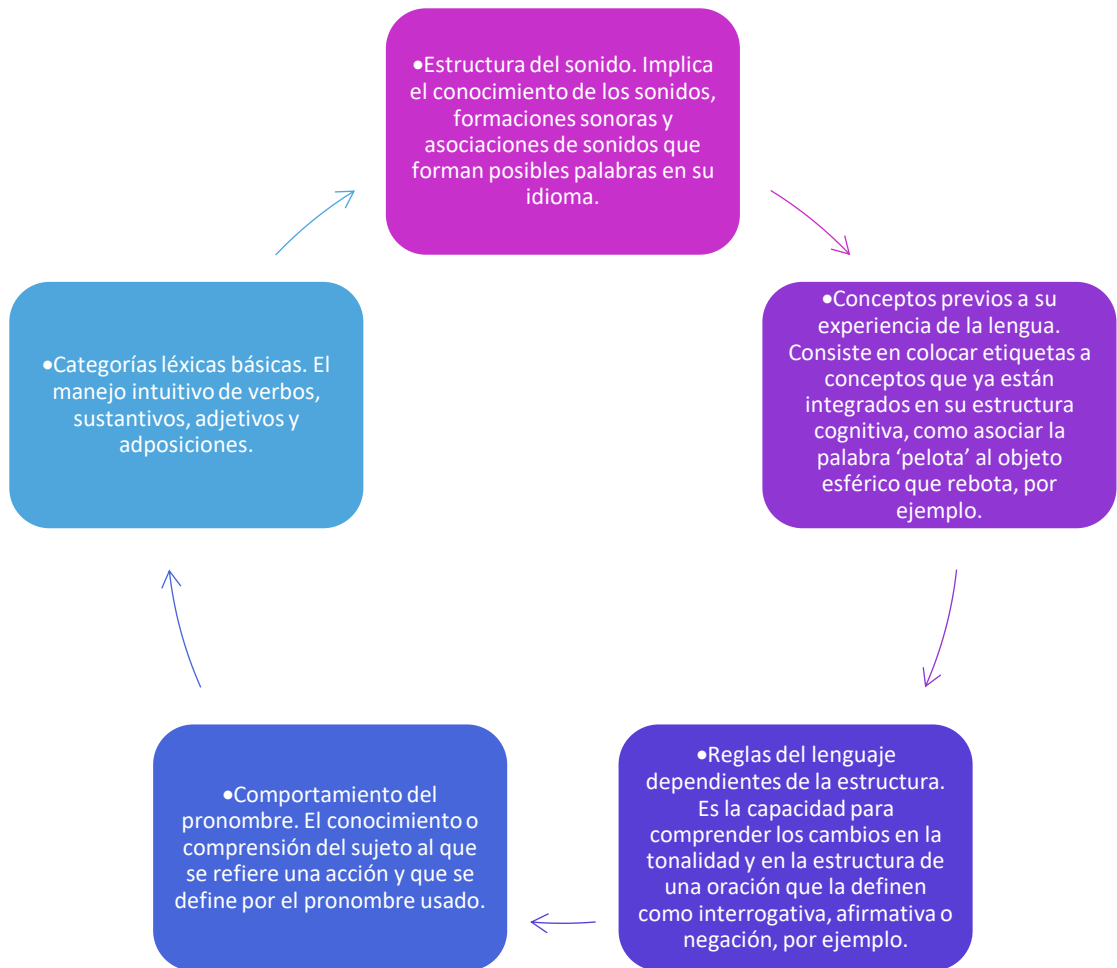 •Estructura del sonido. Implica
el conocimiento de los sonidos,
formaciones sonoras y
asociaciones de sonidos que
forman posibles palabras en su
idioma.
•Conceptos previos a su
experiencia de la lengua.
Consiste en colocar etiquetas a
conceptos que ya están
integrados en su estructura
cognitiva, como asociar la
palabra ‘pelota’ al objeto
esférico que rebota, por
ejemplo.
•Reglas del lenguaje
dependientes de la estructura.
Es la capacidad para
comprender los cambios en la
tonalidad y en la estructura de
una oración que la definen
como interrogativa, afirmativa o
negación, por ejemplo.
•Comportamiento del
pronombre. El conocimiento o
comprensión del sujeto al que
se refiere una acción y que se
define por el pronombre usado.
•Categorías léxicas básicas. El
manejo intuitivo de verbos,
sustantivos, adjetivos y
adposiciones.